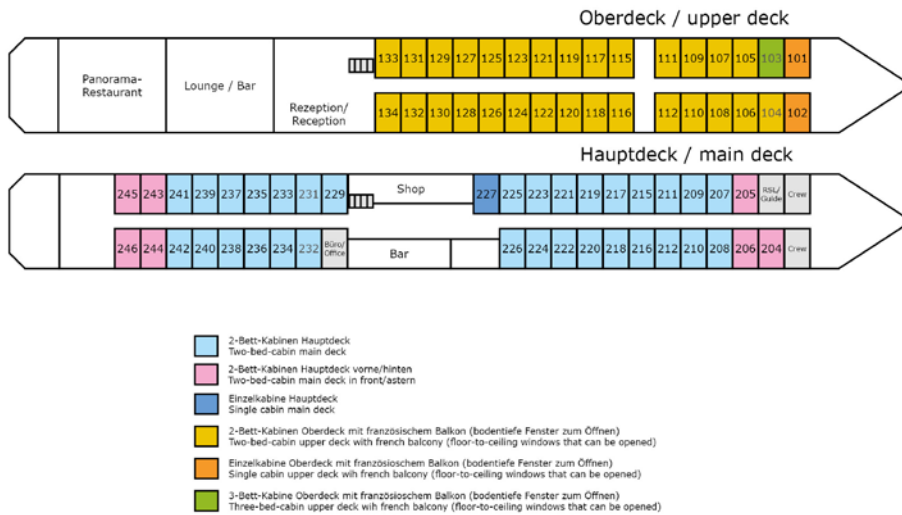 Oberdeck / upper deck
133 131 129 127 125 123 121 119 117 115 111 109 107 105 103 101
Panorama-
Restaurant
Lounge / Bar
Rezeption/
Reception
134 132 130 128 126 124 122 120 118 116 112 110 108 106 104 102
Hauptdeck / main deck
245 243 241 239 237 235 233 231 229 Shop 227 225 223 221 219 217 215 211 209 207 205 RSL/ Crew
Guide
246 244 242 240 238 236 234 232 Büro/ Bar 226 224 222 220 218 216 212 210 208 206 204 Crew
Office
2-Bett-Kabinen Hauptdeck
Two-bed-cabin main deck
2-Bett-Kabinen Hauptdeck vorne/hinten
Two-bed-cabin main deck in front/astern
Einzelkabine Hauptdeck
Single cabin main deck
2-Bett-Kabinen Oberdeck mit französioschem Balkon (bodentiefe Fenster zum Öffnen)
Two-bed-cabin upper deck wih french balcony (floor-to-ceiling windows that can be opened)
Einzelkabine Oberdeck mit französioschem Balkon (bodentiefe Fenster zum Öffnen)
Single cabin upper deck wih french balcony (floor-to-ceiling windows that can be opened)
3-Bett-Kabine Oberdeck mit französioschem Balkon (bodentiefe Fenster zum Öffnen)
Three-bed-cabin upper deck wih french balcony (floor-to-ceiling windows that can be opened)